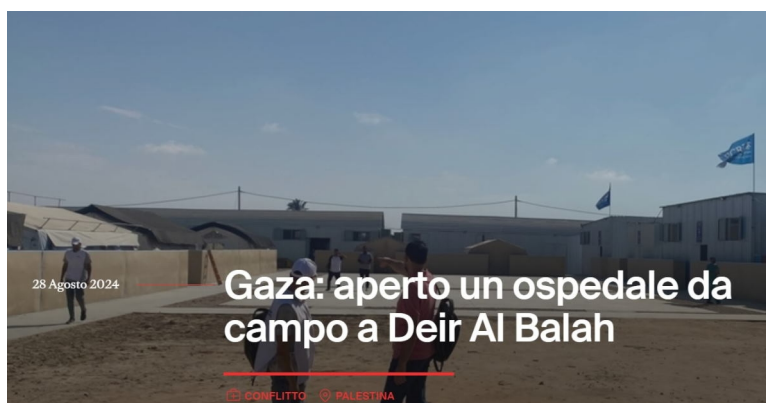 28 Agosto 2024
Gaza: aperto un ospedale da
campo a Deir Al Balah
CONFLITTO
PALESTINA